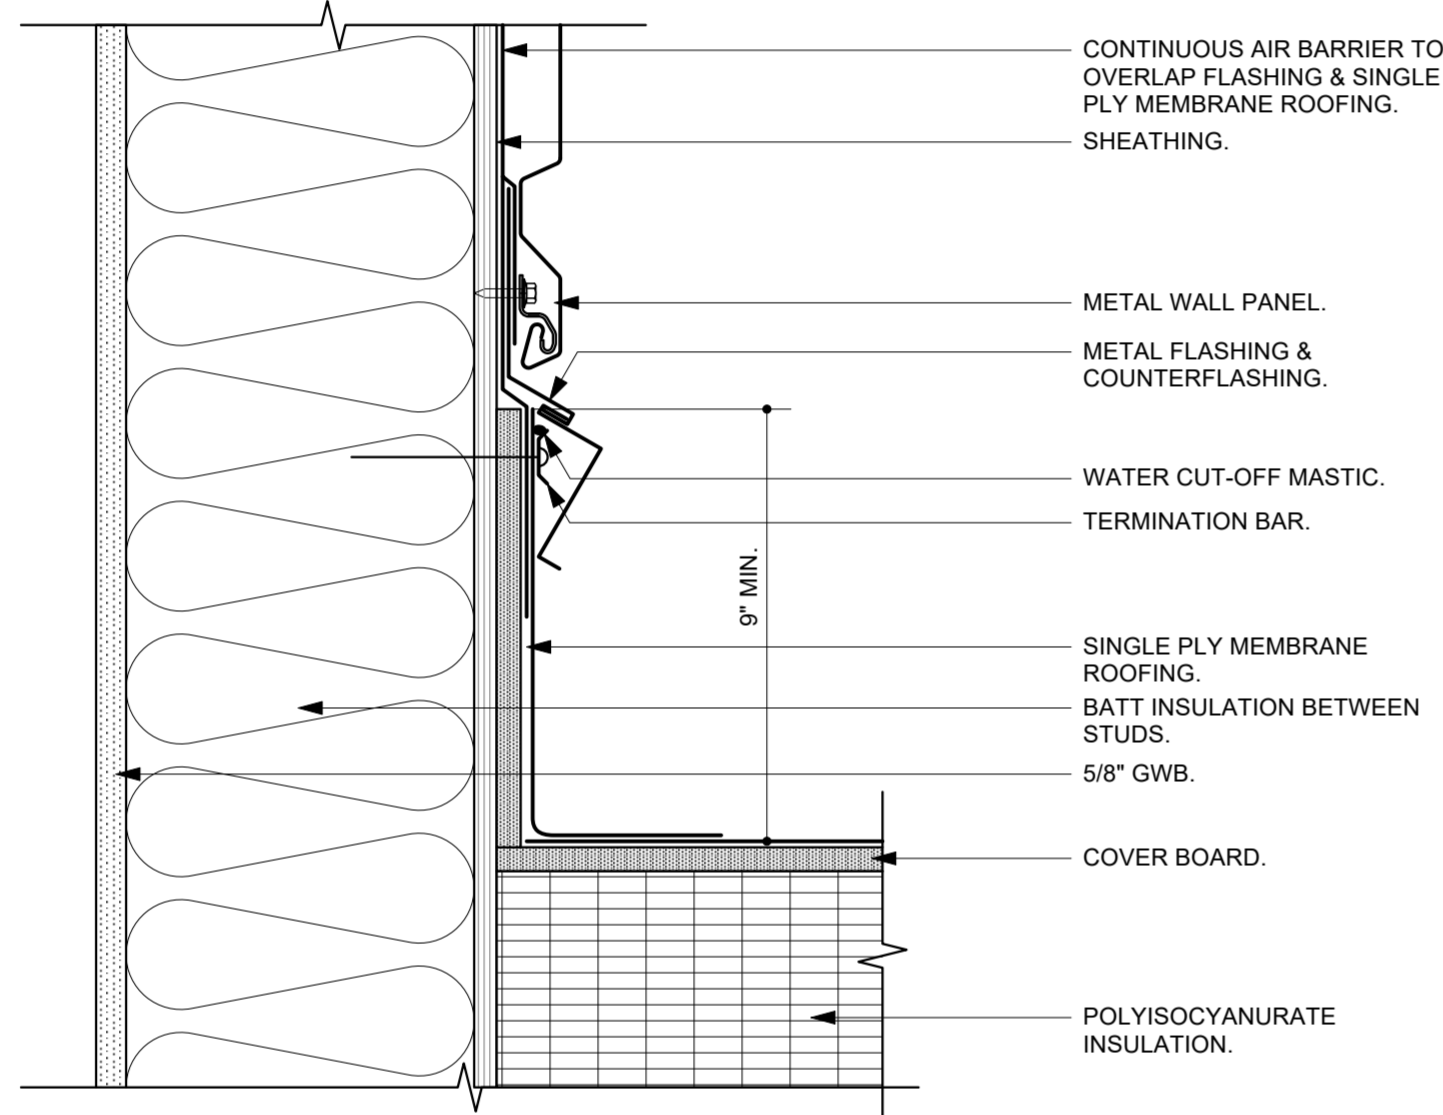 CONTINUOUS AIR BARRIER TO
OVERLAP FLASHING & SINGLE
PLY MEMBRANE ROOFING.
SHEATHING.
METAL WALL PANEL.
METAL FLASHING &
COUNTERFLASHING.
WATER CUT-OFF MASTIC.
TERMINATION BAR.
9" MIN.
SINGLE PLY MEMBRANE
ROOFING.
BATT INSULATION BETWEEN
STUDS.
5/8" GWB.
COVER BOARD.
POLYISOCYANURATE
INSULATION.